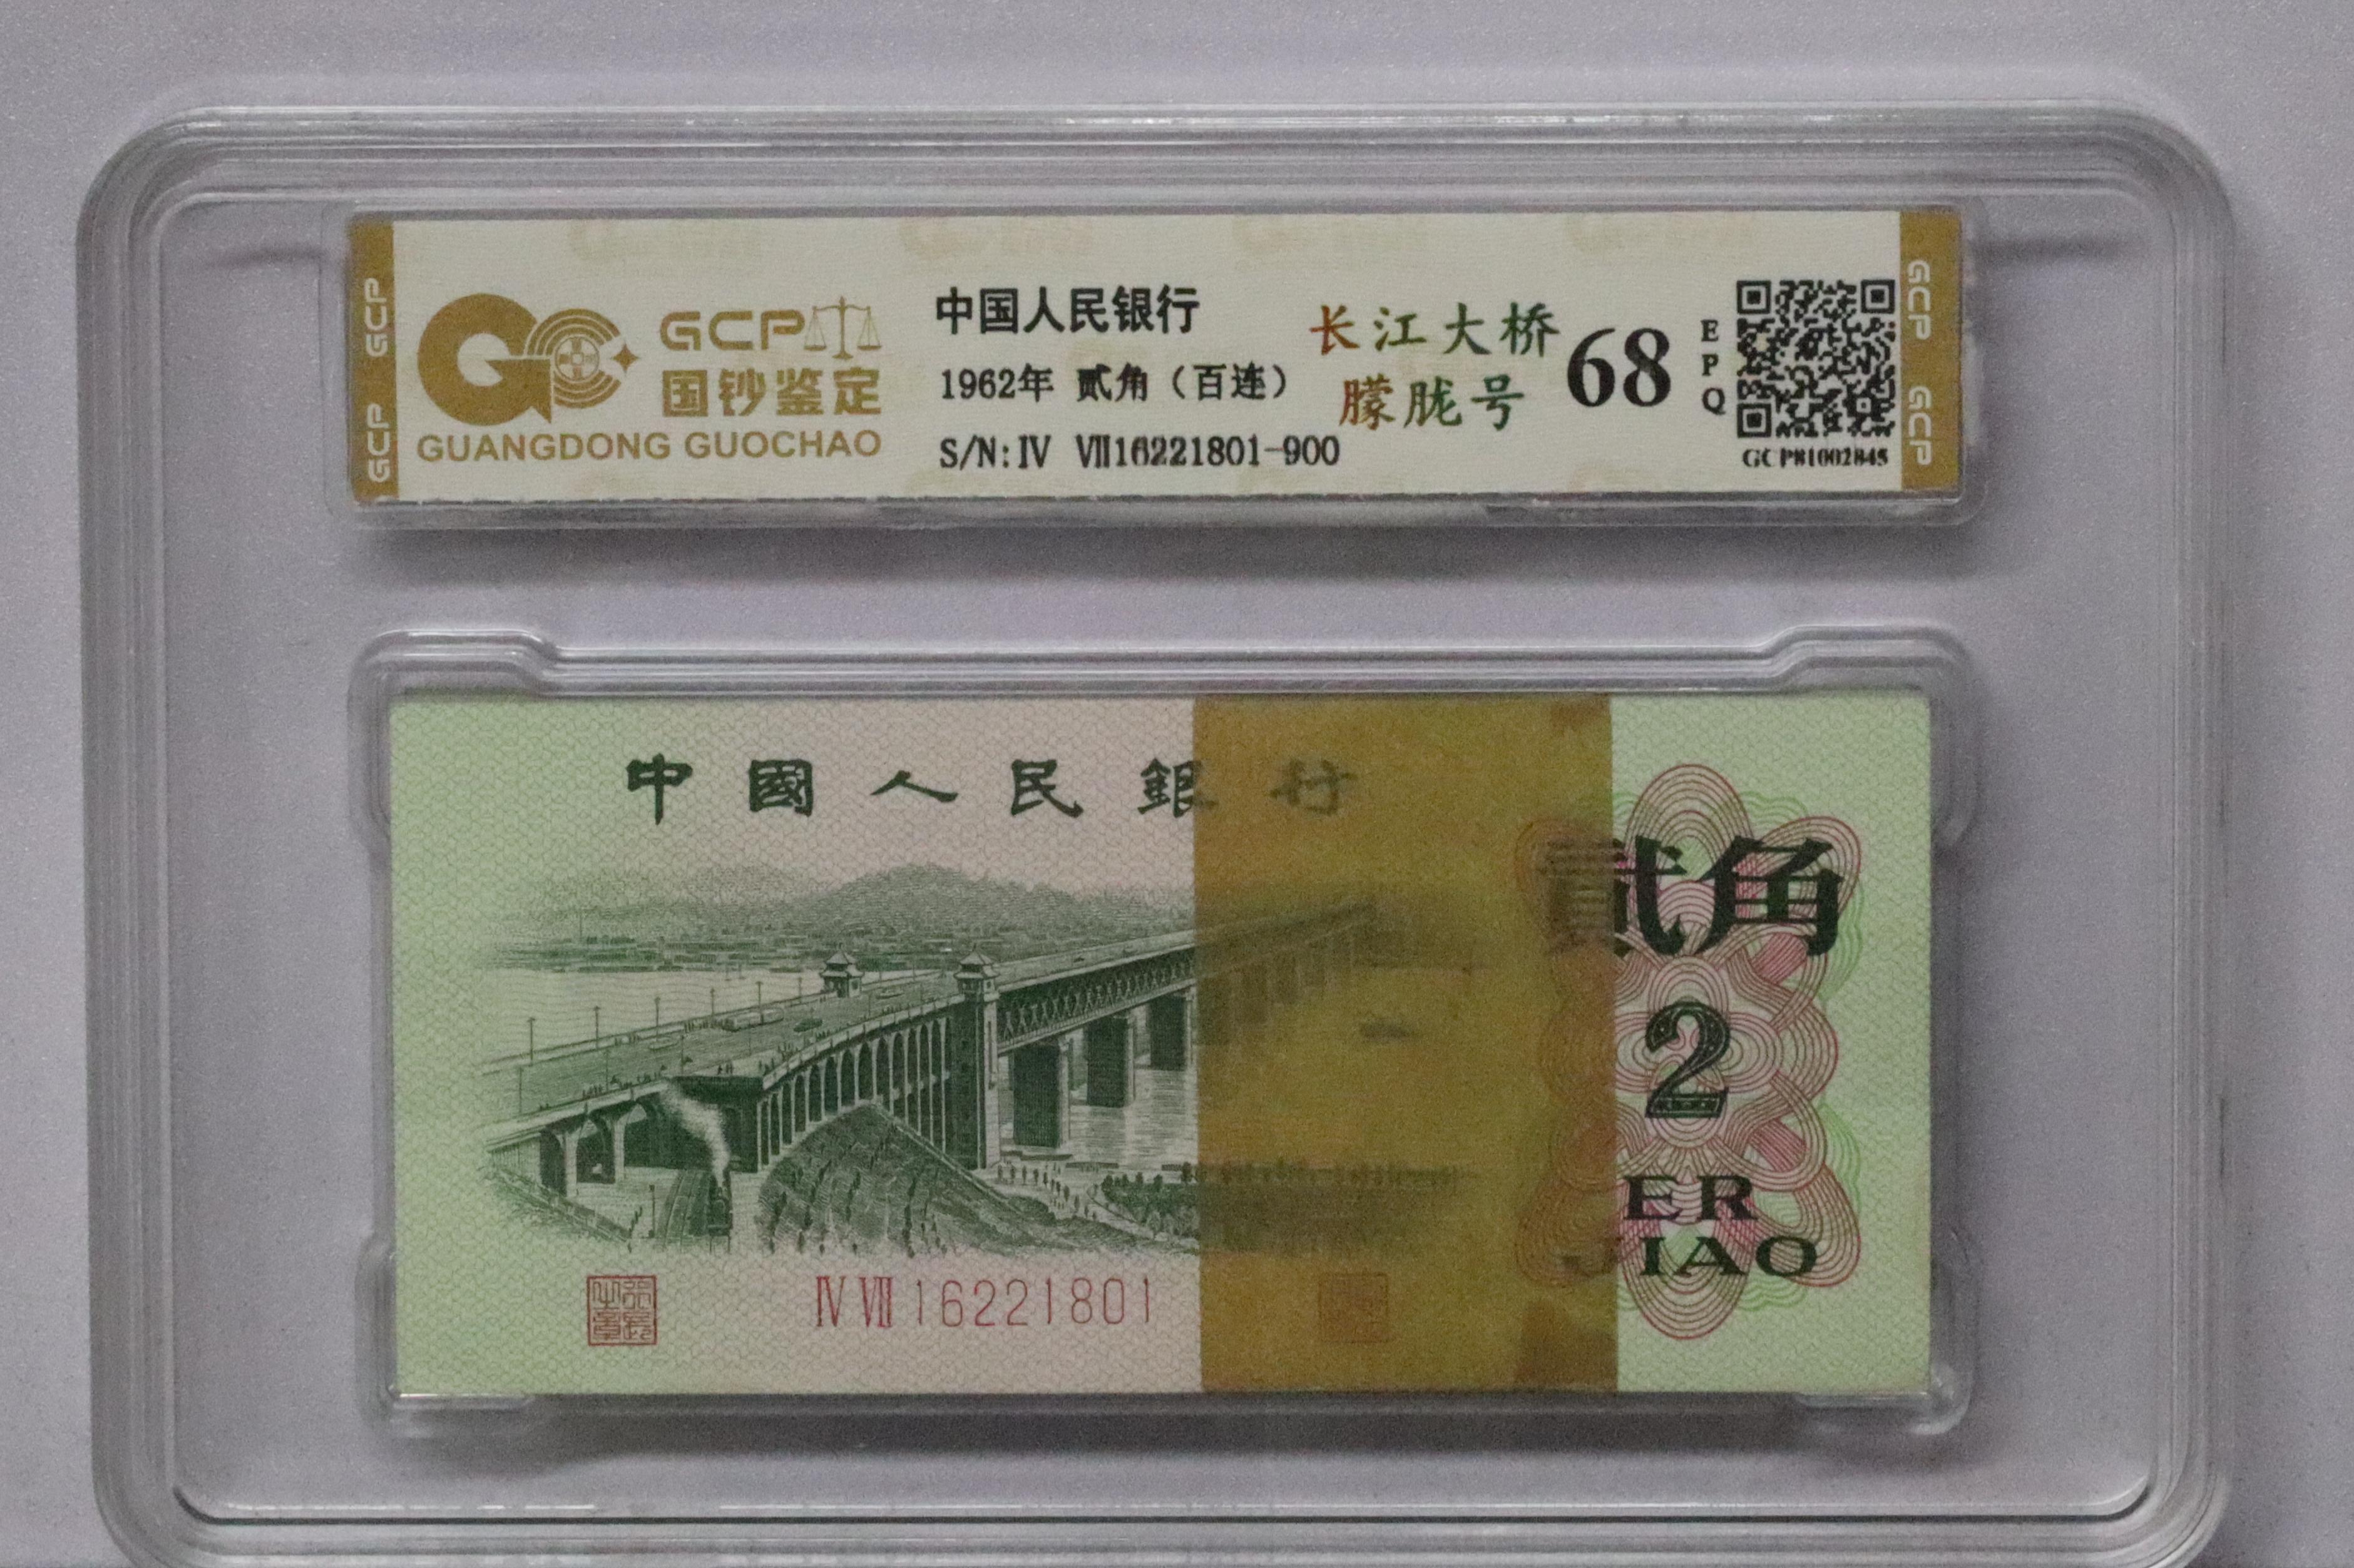 GCP
国钞鉴定
GUANGDONG GUOCHAO
中国人民银行
1962年 贰角（百连）
S/N:Ⅳ Ⅶ16221801-900
长江大桥
朦胧号
68
EPQ
GCP81002845
GCP GCP
GCP GCP
中國人民銀行
貳角
2
ER
JIAO
Ⅳ Ⅶ 16221801